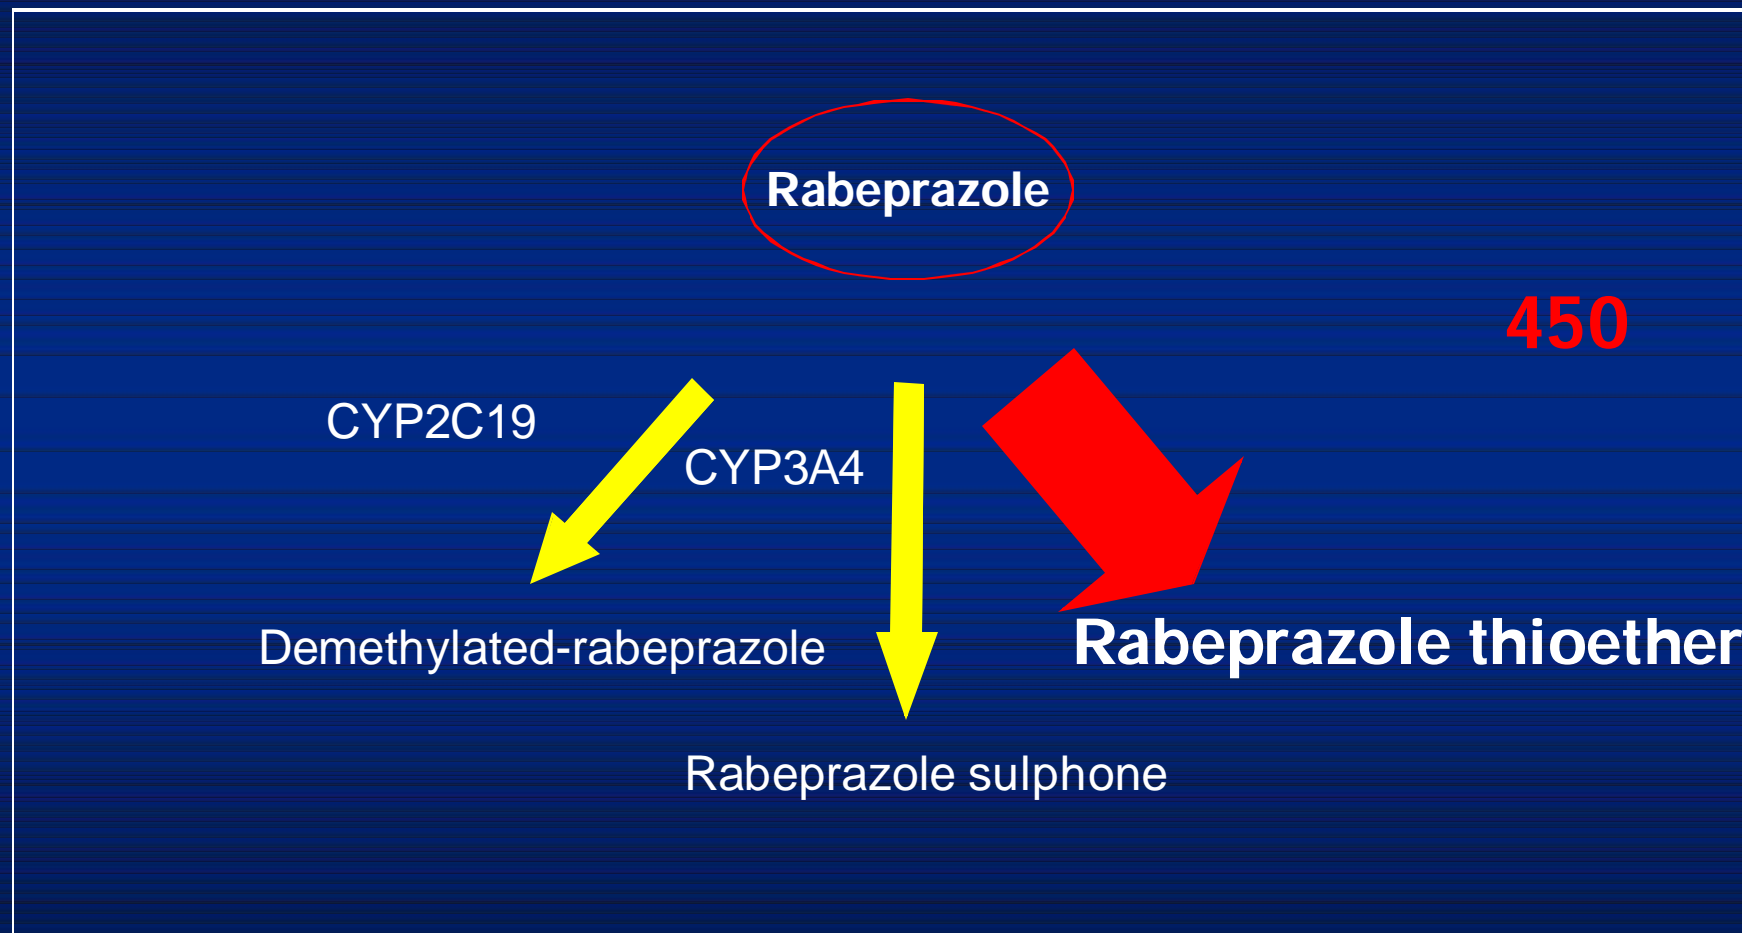 Rabeprazole
450
CYP2C19
CYP3A4
Demethylated-rabeprazole
Rabeprazole thioether
Rabeprazole sulphone